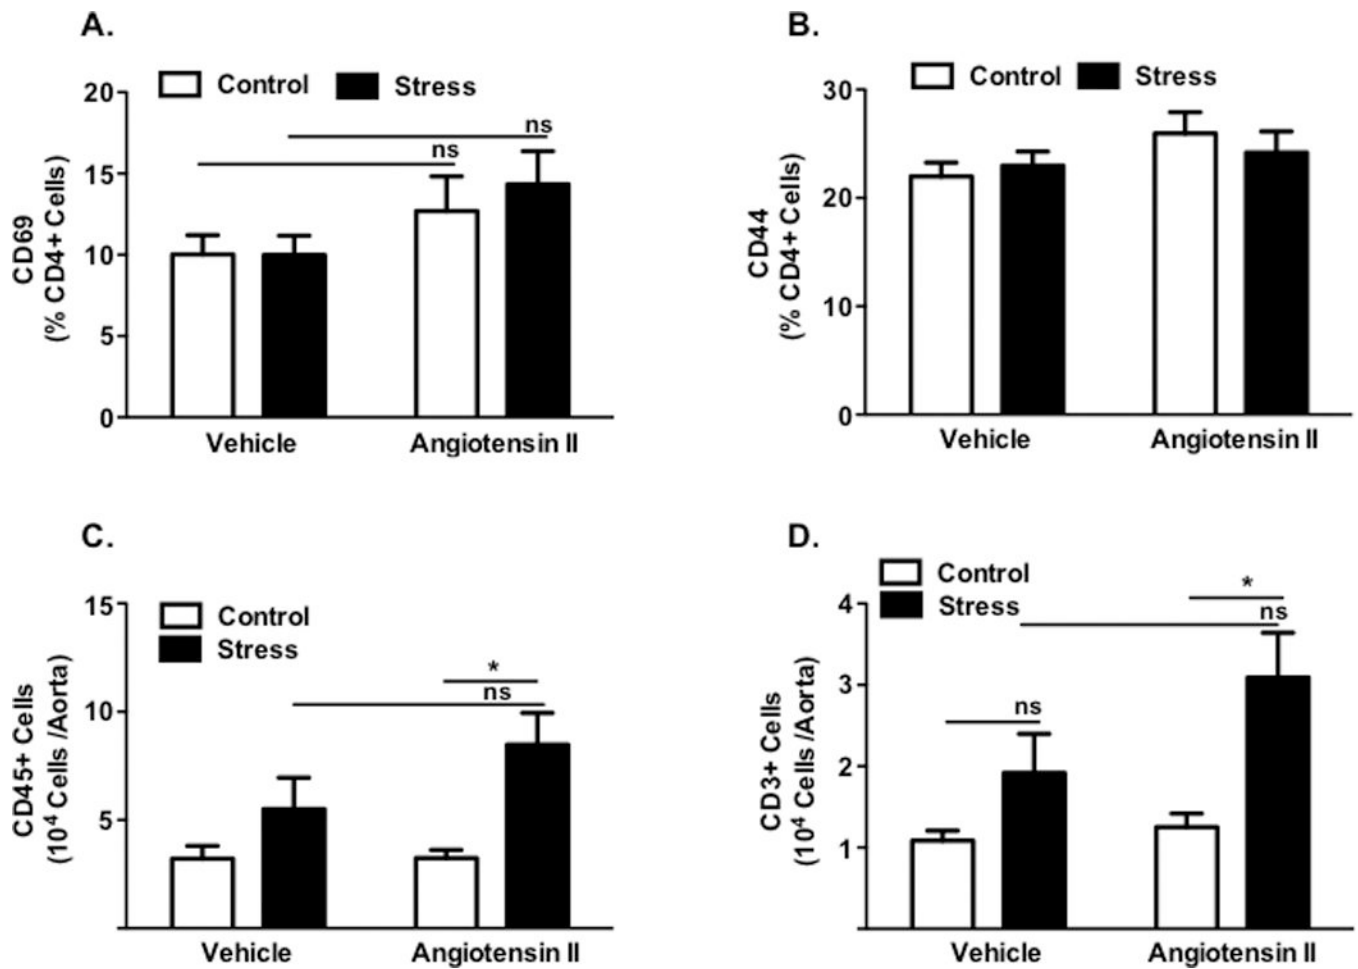 A.
Control Stress
20
15
10
5
0
CD69
(% CD4+ Cells)
ns
ns
Vehicle Angiotensin II
B.
Control Stress
30
20
10
0
CD44
(% CD4+ Cells)
Vehicle Angiotensin II
C.
Control
Stress
15
10
5
CD45+ Cells
(10⁴ Cells /Aorta)
*
ns
Vehicle Angiotensin II
D.
Control
Stress
4
3
2
1
CD3+ Cells
(10⁴ Cells /Aorta)
*
ns
ns
Vehicle Angiotensin II